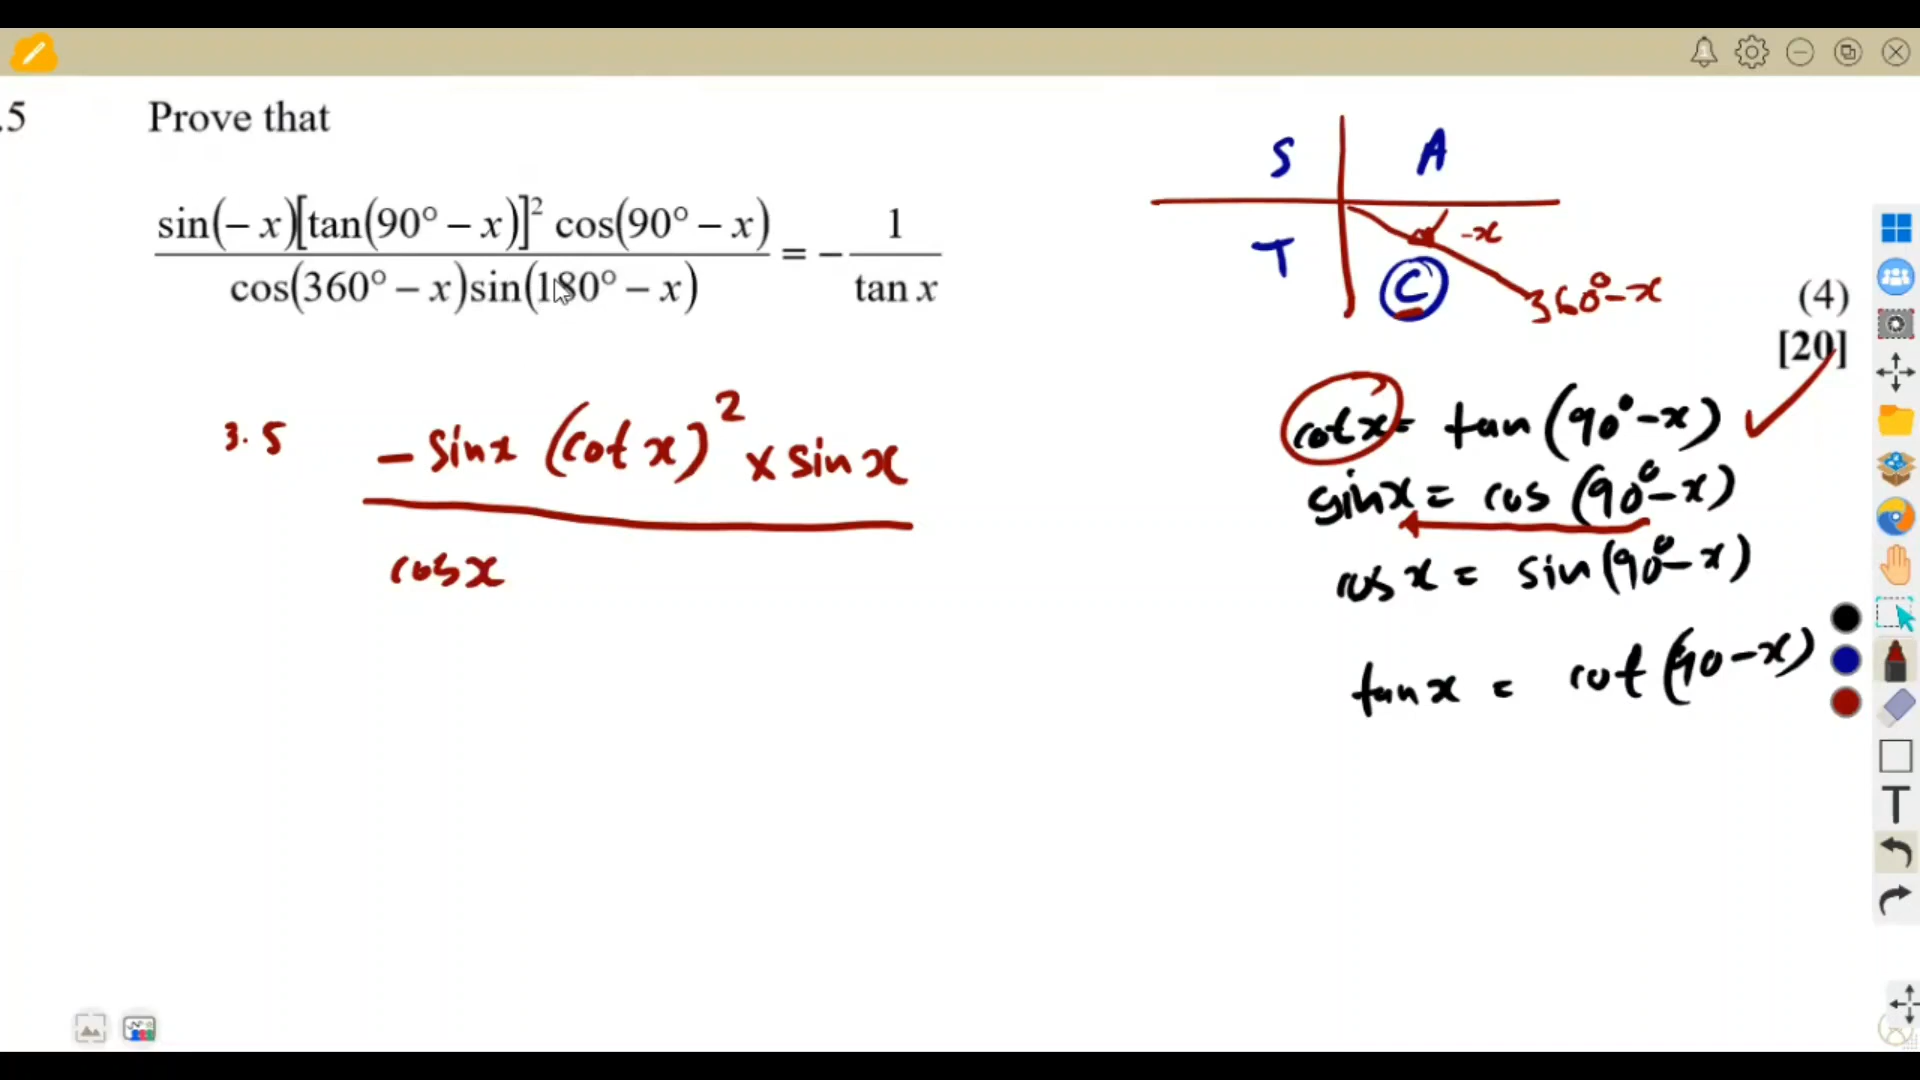 .5 Prove that
sin(– x)[tan(90° – x)]² cos(90° – x)
cos(360° – x)sin(180° – x)
= –
1
tan x
(4)
[20]
S A
T C
-x
360°-x
3.5
- sin x (cot x)² x sin x
cos x
cot x = tan (90°-x)
sin x = cos (90°-x)
cos x = sin (90°-x)
tan x = cot (90-x)
T